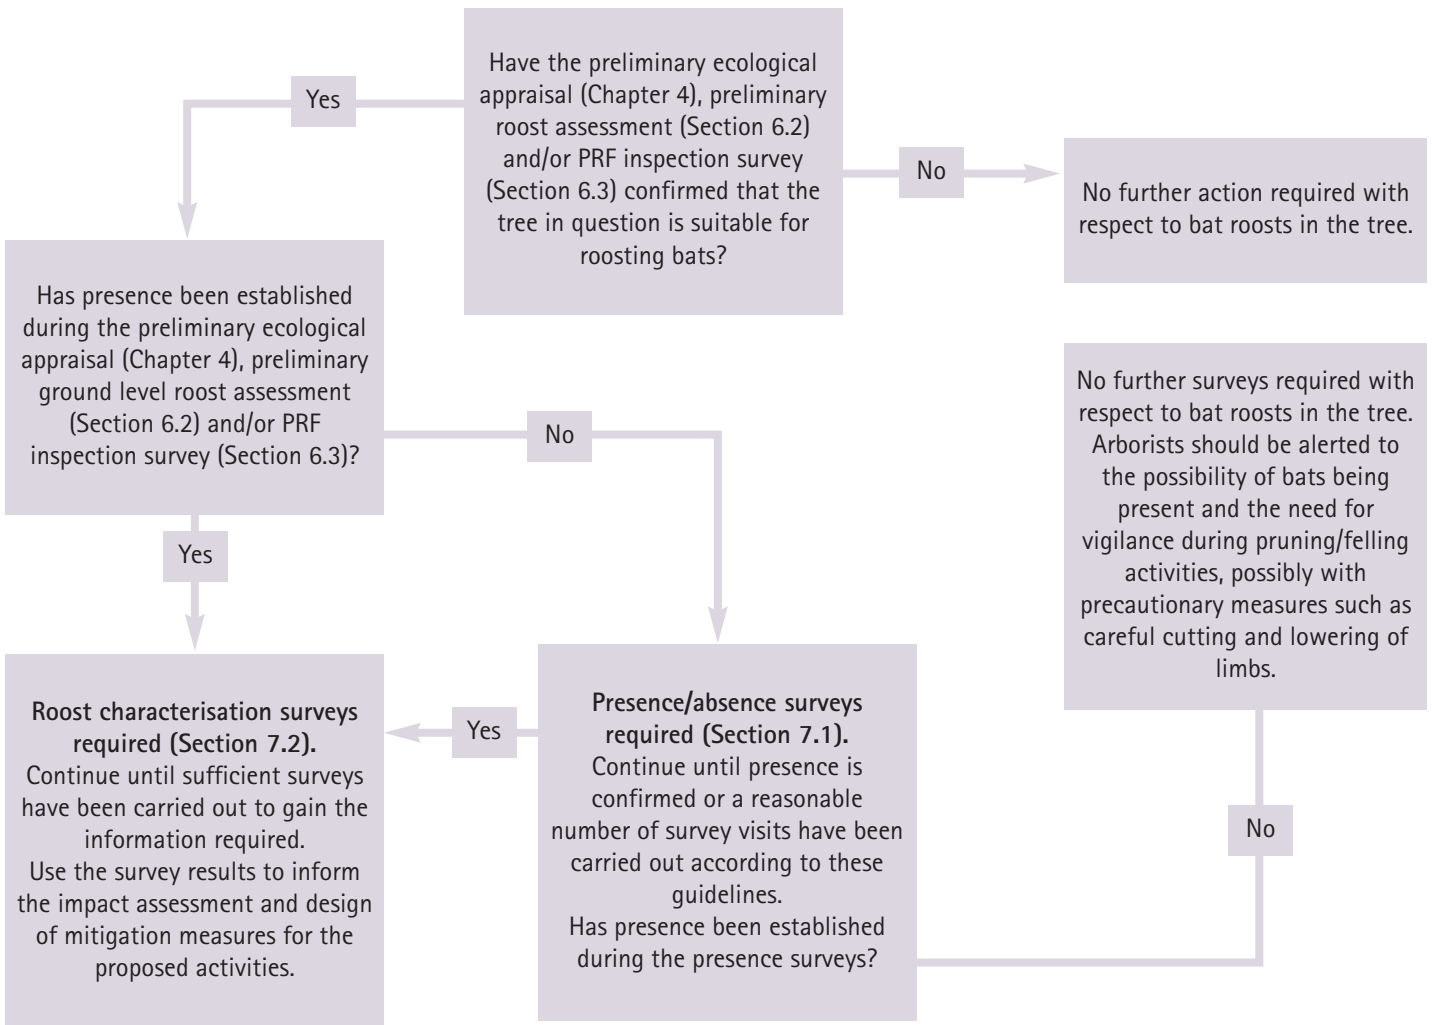 Have the preliminary ecological
appraisal (Chapter 4), preliminary
roost assessment (Section 6.2)
and/or PRF inspection survey
(Section 6.3) confirmed that the
tree in question is suitable for
roosting bats?
Yes
No
No further action required with
respect to bat roosts in the tree.
Has presence been established
during the preliminary ecological
appraisal (Chapter 4), preliminary
ground level roost assessment
(Section 6.2) and/or PRF
inspection survey (Section 6.3)?
No
Yes
No further surveys required with
respect to bat roosts in the tree.
Arborists should be alerted to
the possibility of bats being
present and the need for
vigilance during pruning/felling
activities, possibly with
precautionary measures such as
careful cutting and lowering of
limbs.
Roost characterisation surveys
required (Section 7.2).
Continue until sufficient surveys
have been carried out to gain the
information required.
Use the survey results to inform
the impact assessment and design
of mitigation measures for the
proposed activities.
Yes
Presence/absence surveys
required (Section 7.1).
Continue until presence is
confirmed or a reasonable
number of survey visits have been
carried out according to these
guidelines.
Has presence been established
during the presence surveys?
No